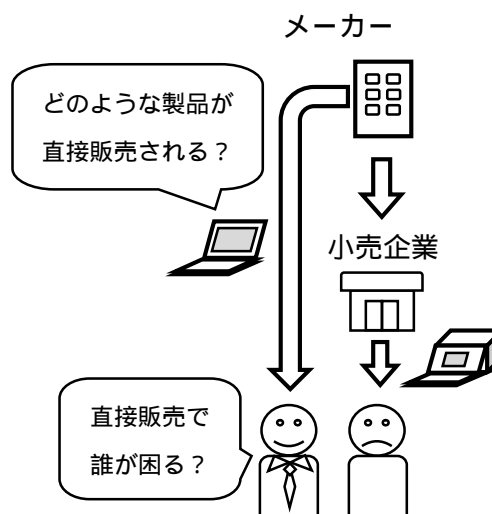 メーカー
どのような製品が
直接販売される？
小売企業
直接販売で
誰が困る？